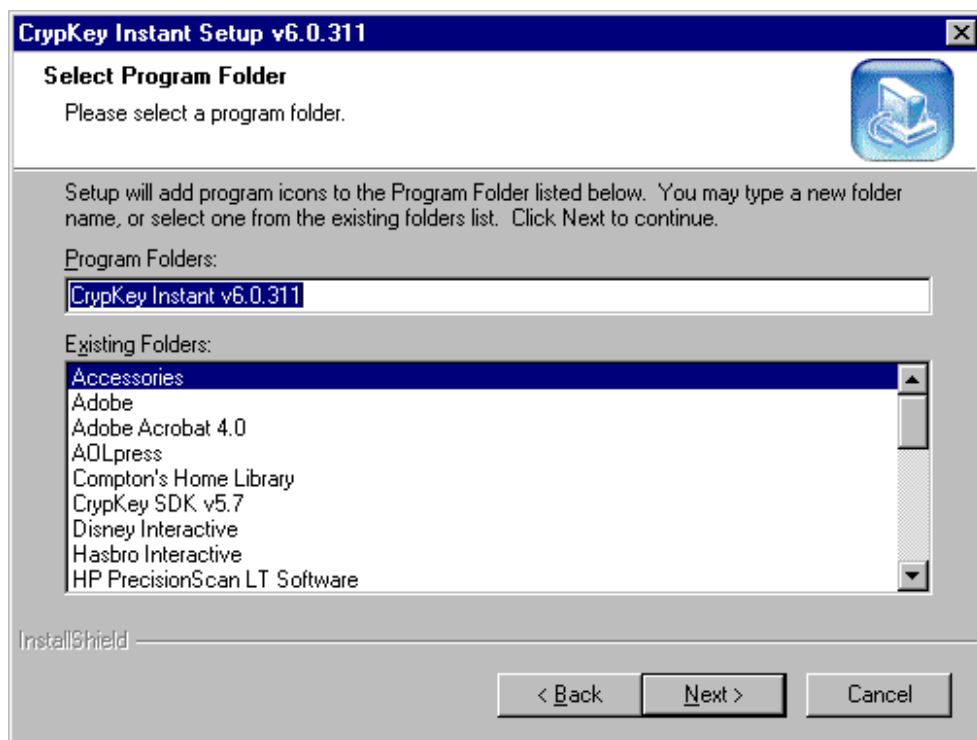 CrypKey Instant Setup v6.0.311
Select Program Folder
Please select a program folder.
Setup will add program icons to the Program Folder listed below. You may type a new folder
name, or select one from the existing folders list. Click Next to continue.
Program Folders:
CrypKey Instant v6.0.311
Existing Folders:
Accessories
Adobe
Adobe Acrobat 4.0
AOLpress
Compton's Home Library
CrypKey SDK v5.7
Disney Interactive
Hasbro Interactive
HP PrecisionScan LT Software
InstallShield
< Back Next > Cancel